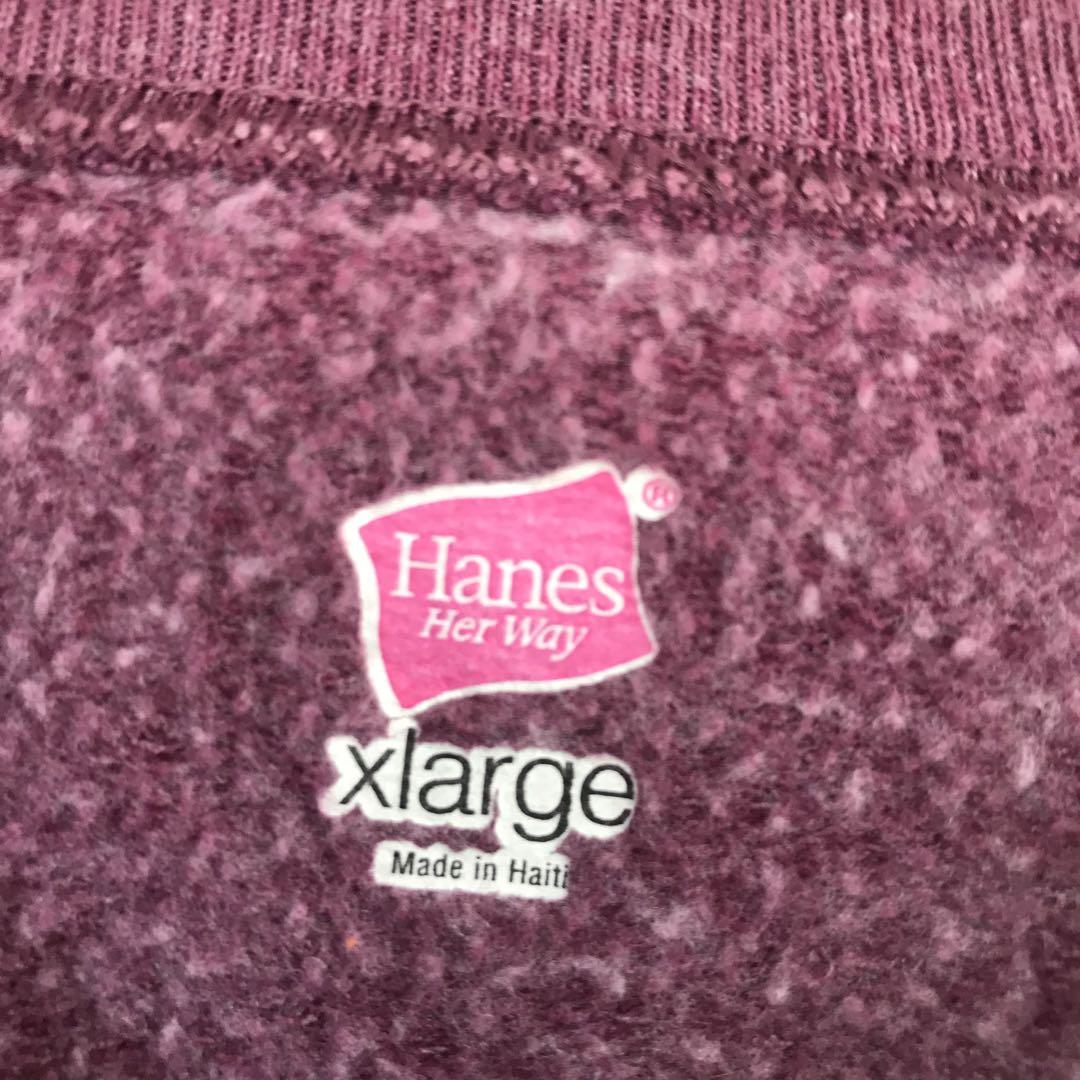 Hanes
®
Her Way
xlarge
Made in Haiti